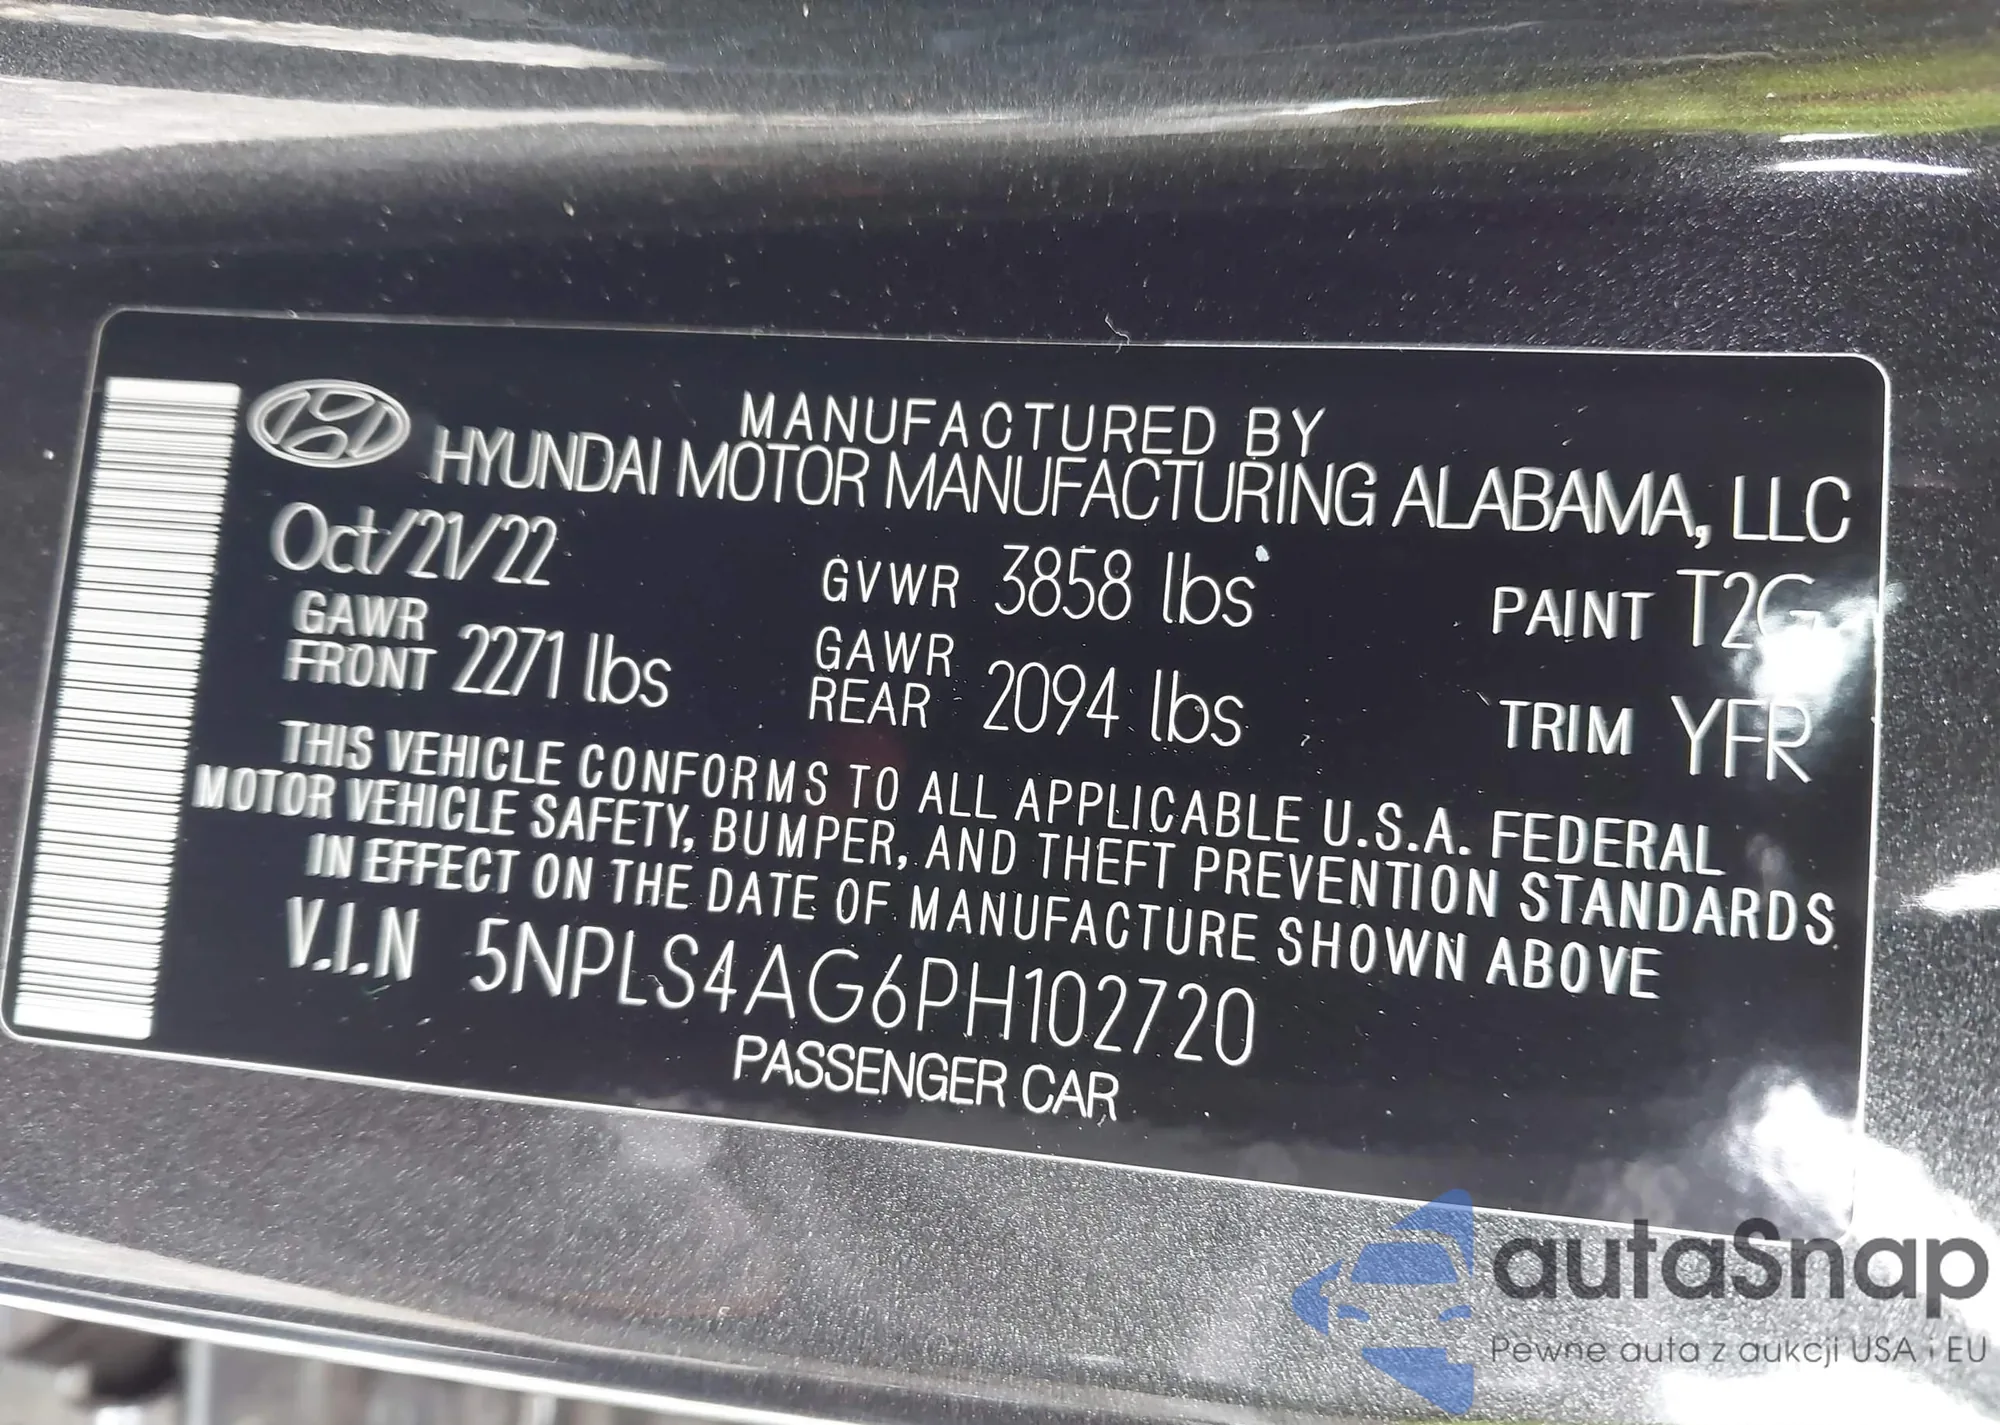 MANUFACTURED BY
HYUNDAI MOTOR MANUFACTURING ALABAMA, LLC
Oct/21/22 GVWR 3858 lbs PAINT T2G
GAWR FRONT 2271 lbs GAWR REAR 2094 lbs TRIM YFR
THIS VEHICLE CONFORMS TO ALL APPLICABLE U.S.A. FEDERAL
MOTOR VEHICLE SAFETY, BUMPER, AND THEFT PREVENTION STANDARDS
IN EFFECT ON THE DATE OF MANUFACTURE SHOWN ABOVE
V.I.N 5NPLS4AG6PH102720
PASSENGER CAR
autaSnap
Pewne auta z aukcji USA i EU